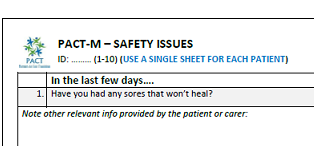 PACT-M – SAFETY ISSUES
PACT
ID: ......... (1-10) (USE A SINGLE SHEET FOR EACH PATIENT)
In the last few days....
1. Have you had any sores that won't heal?
Note other relevant info provided by the patient or carer: